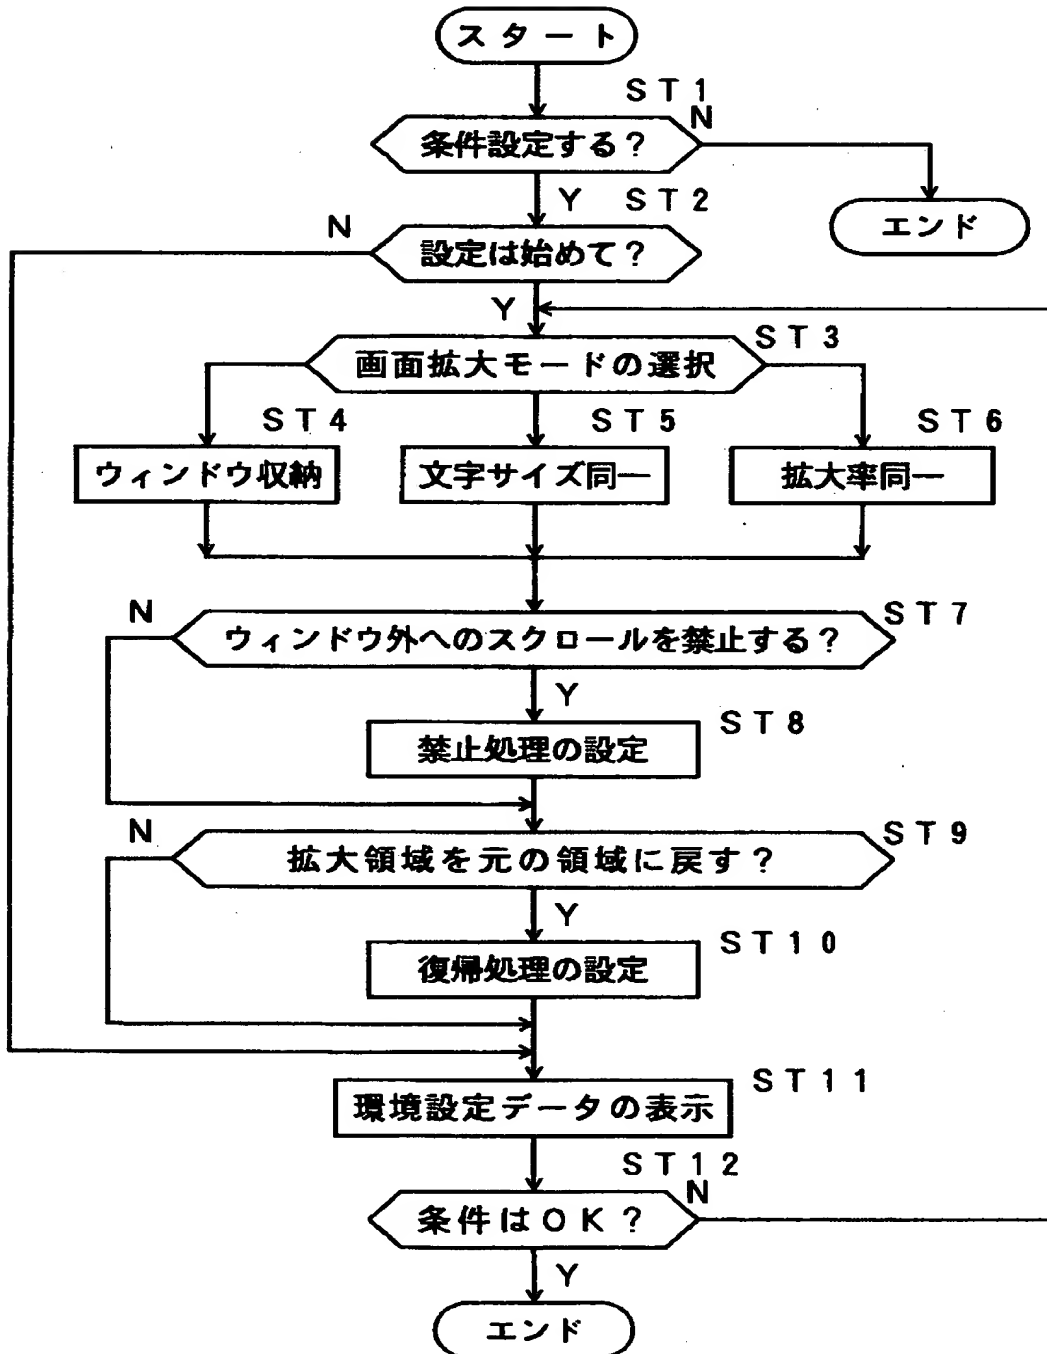 スタート
ST1
条件設定する?
N
Y
ST2
エンド
N
設定は始めて?
Y
ST3
画面拡大モードの選択
ST4
ST5
ST6
ウィンドウ収納
文字サイズ同一
拡大率同一
N
ST7
ウィンドウ外へのスクロールを禁止する?
Y
ST8
禁止処理の設定
N
ST9
拡大領域を元の領域に戻す?
Y
ST10
復帰処理の設定
ST11
環境設定データの表示
ST12
N
条件はOK?
Y
エンド